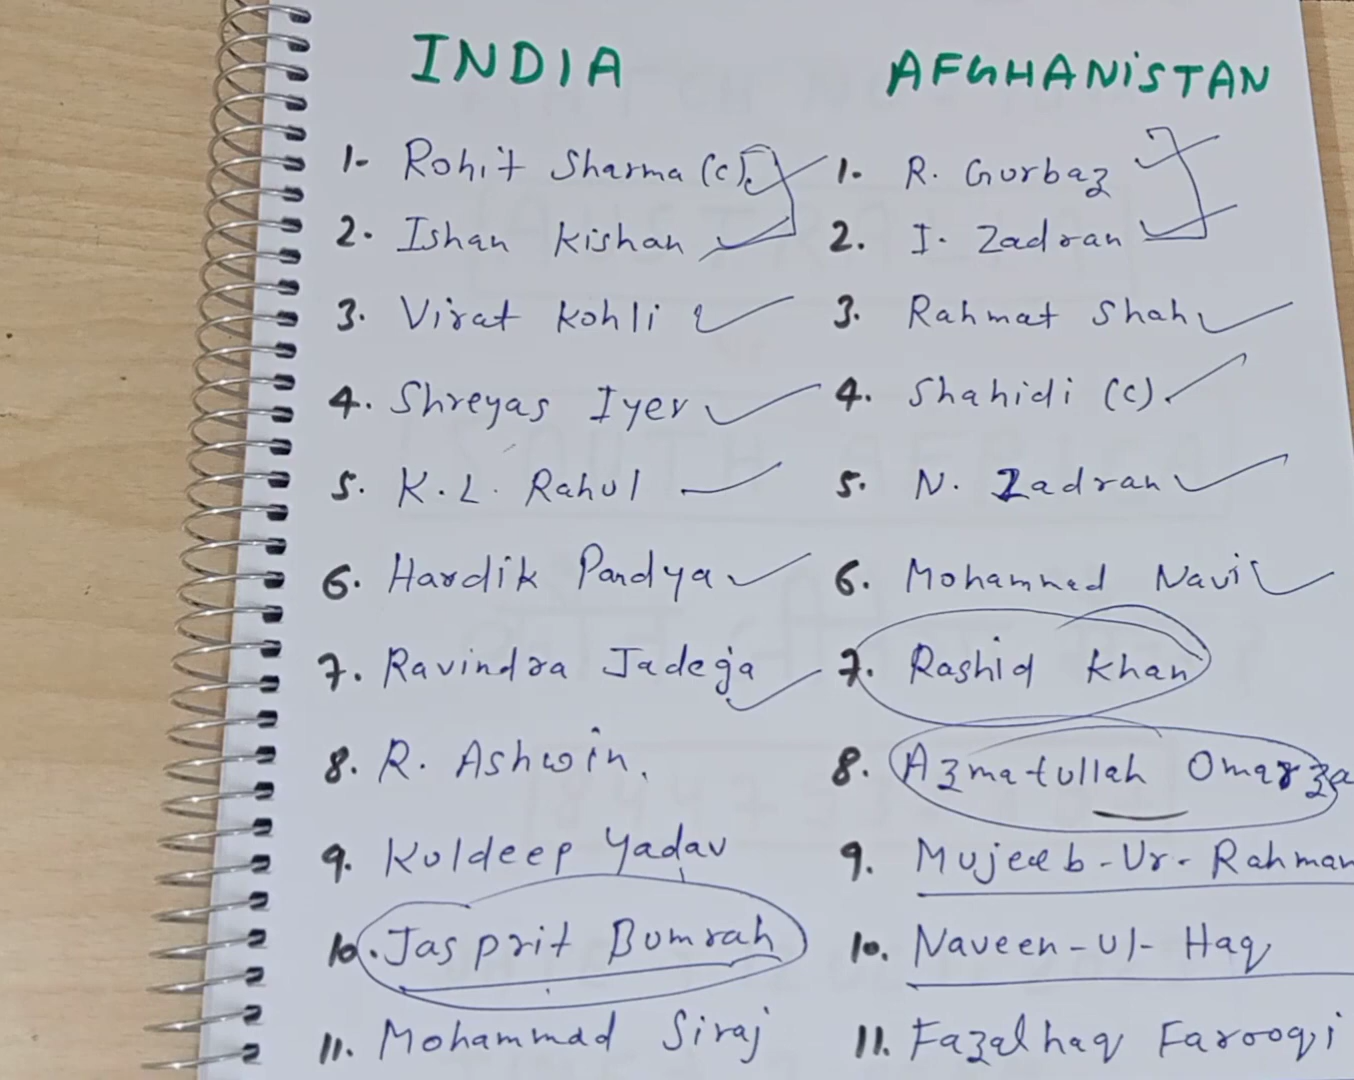 INDIA
1- Rohit Sharma (c).
2. Ishan Kishan
3. Virat Kohli
4. Shreyas Iyer
5. K.L. Rahul
6. Hardik Pandya
7. Ravindra Jadeja
8. R. Ashwin.
9. Kuldeep Yadav
10. Jasprit Bumrah
11. Mohammad Siraj
AFGHANiSTAN
1. R. Gurbaz
2. I. Zadran
3. Rahmat Shah
4. Shahidi (c).
5. N. Zadran
6. Mohammed Navi
7. Rashid Khan
8. Azmatullah Omarza
9. Mujeeb-Ur-Rahman
10. Naveen-Ul-Haq
11. Fazalhaq Farooqi